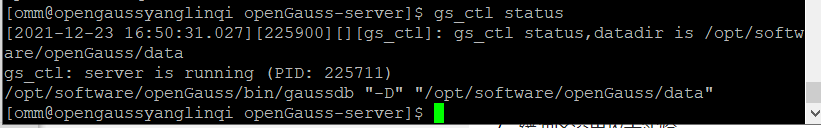 [omm@opengaussyanglinqi openGauss-server]$ gs_ctl status
[2021-12-23 16:50:31.027][225900][][gs_ctl]: gs_ctl status,datadir is /opt/softw
are/openGauss/data
gs_ctl: server is running (PID: 225711)
/opt/software/openGauss/bin/gaussdb "-D" "/opt/software/openGauss/data"
[omm@opengaussyanglinqi openGauss-server]$